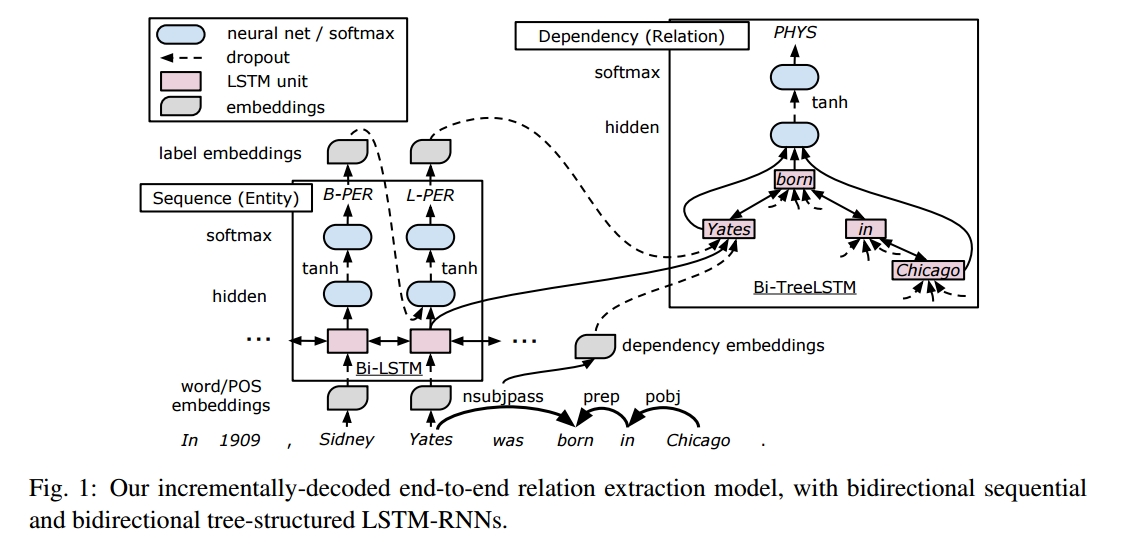 neural net / softmax
dropout
LSTM unit
embeddings
Dependency (Relation)
PHYS
softmax
tanh
hidden
born
Yates
in
Chicago
Bi-TreeLSTM
label embeddings
Sequence (Entity)
B-PER L-PER
softmax
tanh tanh
hidden
... ...
Bi-LSTM
dependency embeddings
word/POS
embeddings
nsubjpass prep pobj
In 1909 , Sidney Yates was born in Chicago .
Fig. 1: Our incrementally-decoded end-to-end relation extraction model, with bidirectional sequential
and bidirectional tree-structured LSTM-RNNs.